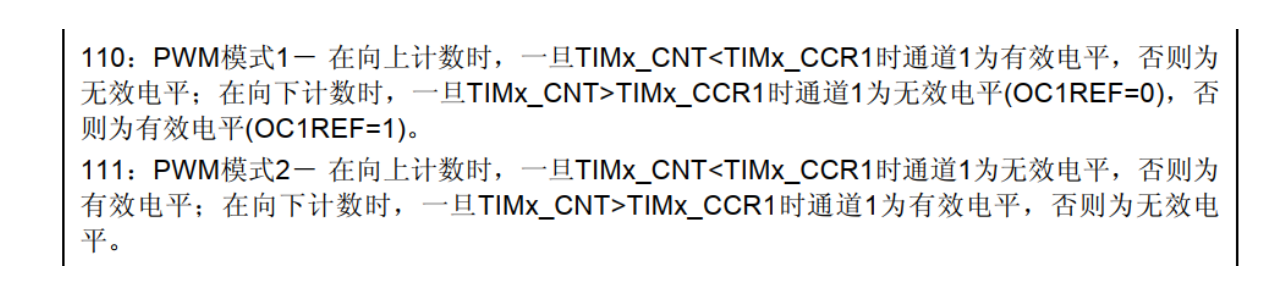 110：PWM模式1－ 在向上计数时，一旦TIMx_CNT<TIMx_CCR1时通道1为有效电平，否则为
无效电平；在向下计数时，一旦TIMx_CNT>TIMx_CCR1时通道1为无效电平(OC1REF=0)，否
则为有效电平(OC1REF=1)。
111：PWM模式2－ 在向上计数时，一旦TIMx_CNT<TIMx_CCR1时通道1为无效电平，否则为
有效电平；在向下计数时，一旦TIMx_CNT>TIMx_CCR1时通道1为有效电平，否则为无效电
平。